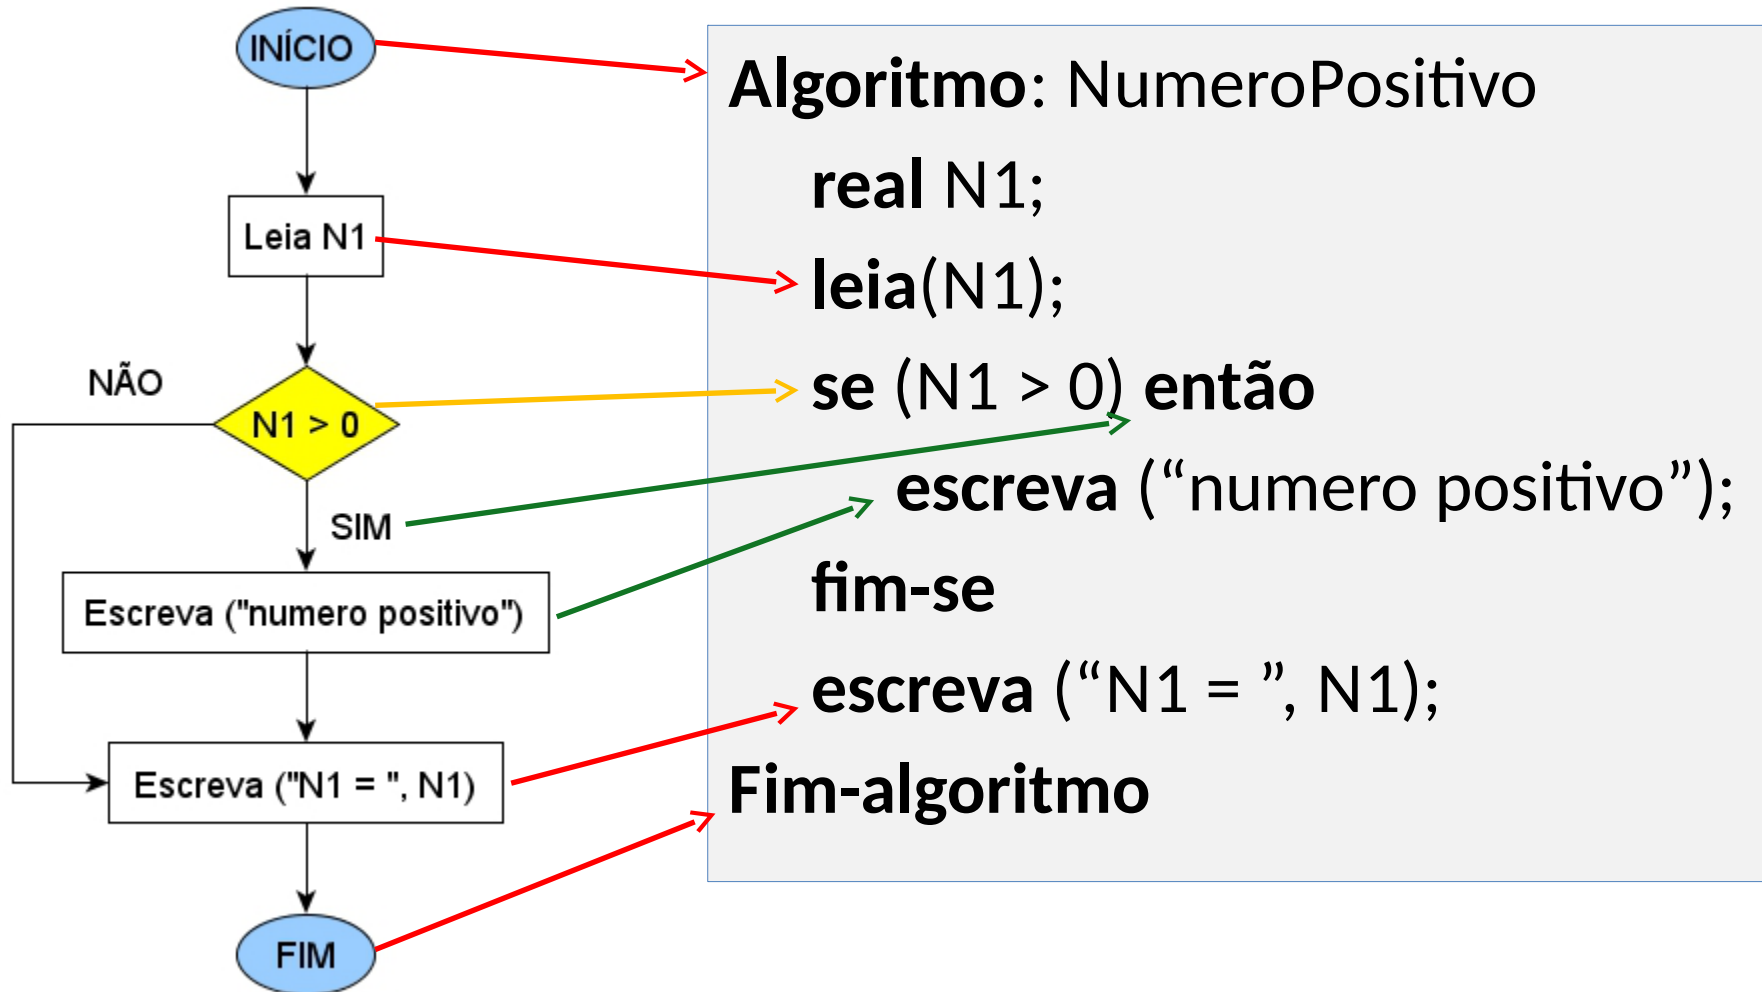 INÍCIO
Leia N1
NÃO
N1 > 0
SIM
Escreva ("numero positivo")
Escreva ("N1 = ", N1)
FIM
Algoritmo: NumeroPositivo
real N1;
leia(N1);
se (N1 > 0) então
escreva (“numero positivo”);
fim-se
escreva (“N1 = ”, N1);
Fim-algoritmo